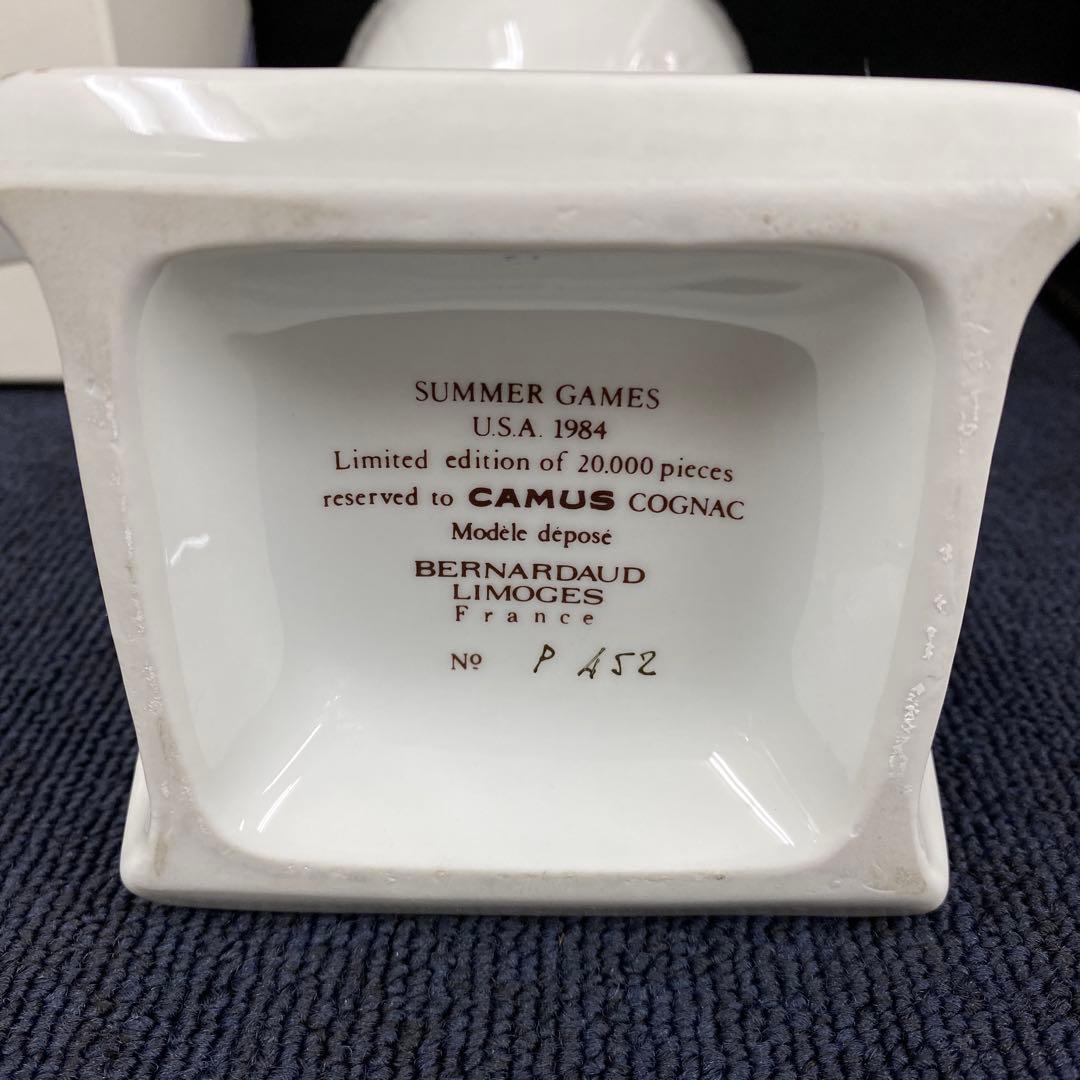 SUMMER GAMES
U.S.A. 1984
Limited edition of 20.000 pieces
reserved to CAMUS COGNAC
Modèle déposé
BERNARDAUD
LIMOGES
France
Nº P 452